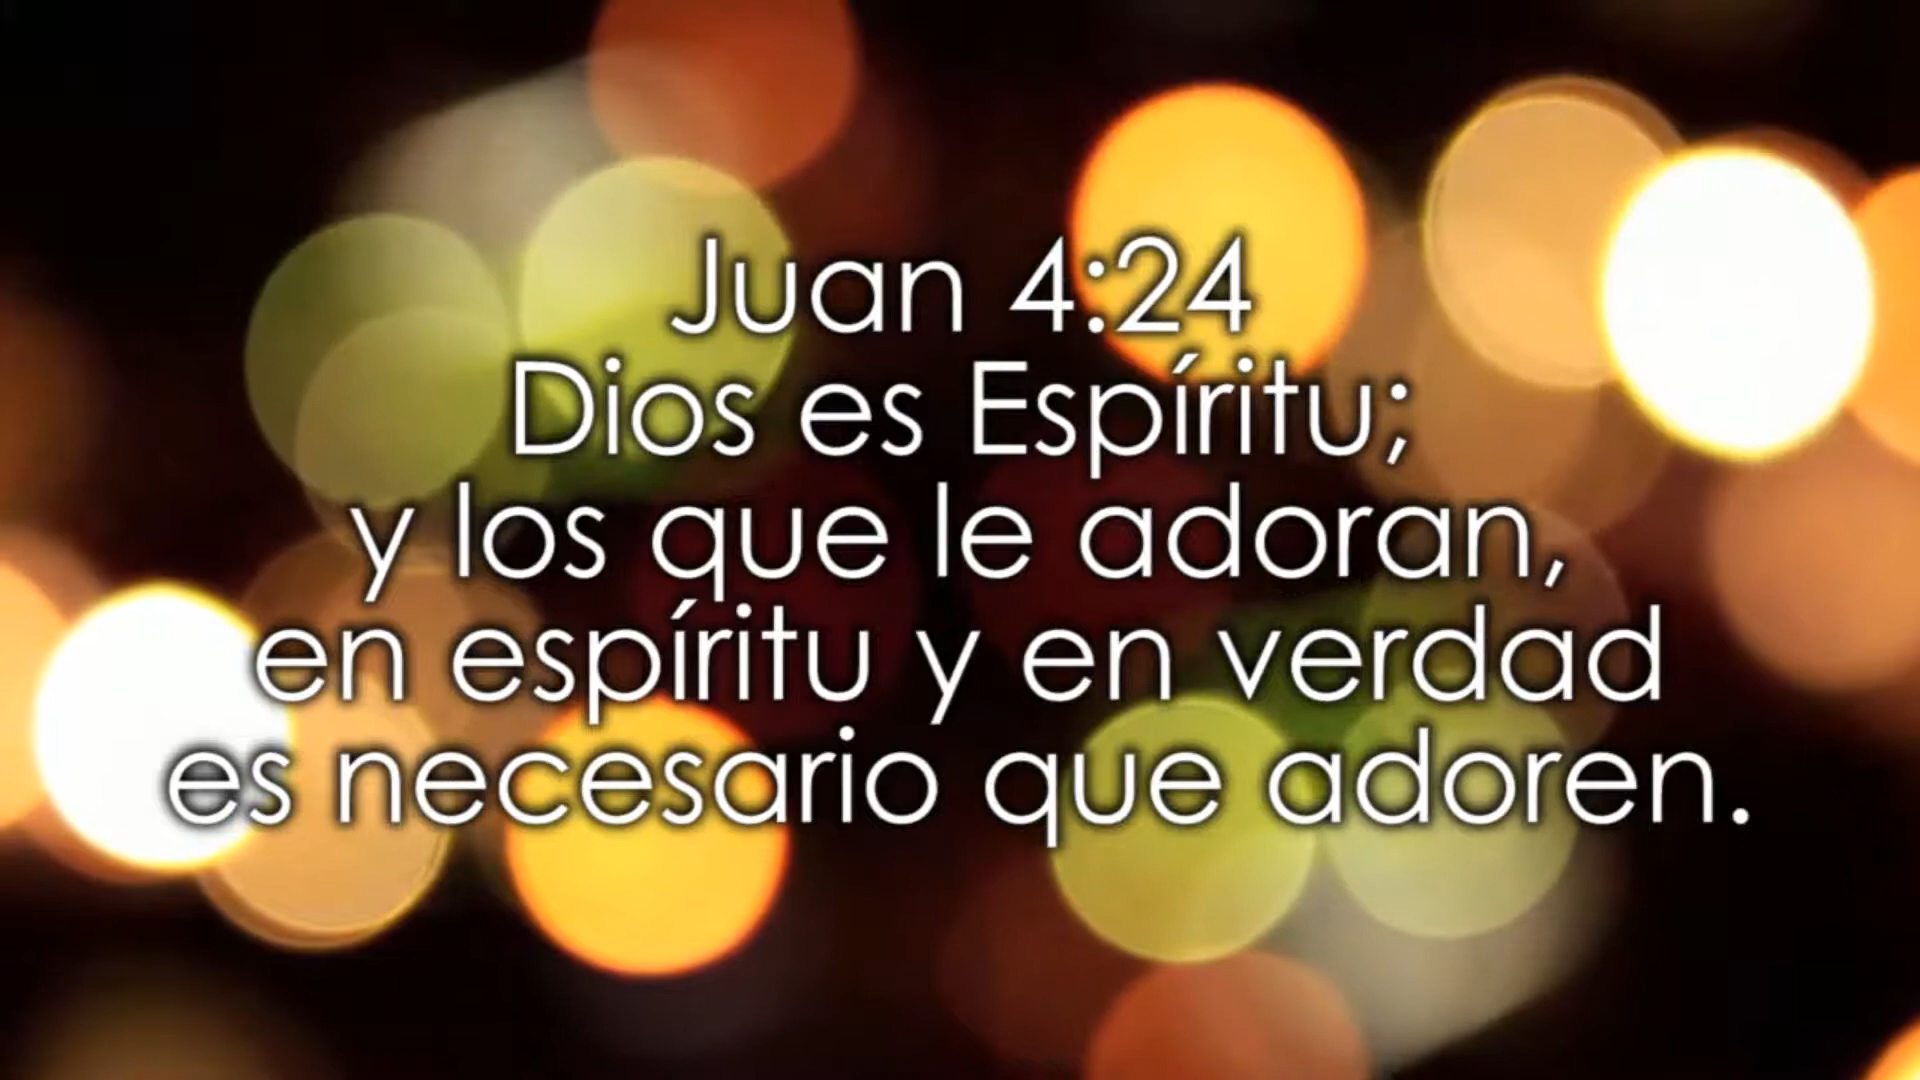 Juan 4:24
Dios es Espíritu;
y los que le adoran,
en espíritu y en verdad
es necesario que adoren.